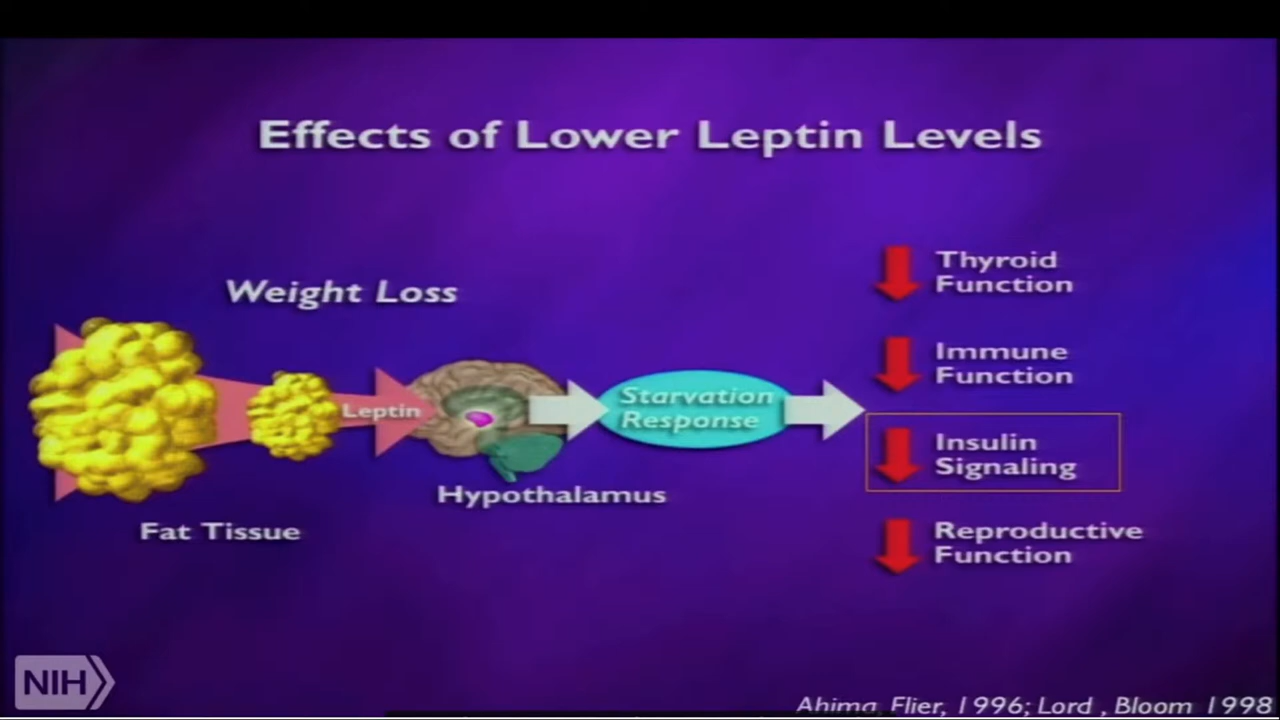 Effects of Lower Leptin Levels
Weight Loss
Leptin
Hypothalamus
Fat Tissue
Starvation
Response
Thyroid
Function
Immune
Function
Insulin
Signaling
Reproductive
Function
NIH
Ahima, Flier, 1996; Lord , Bloom 1998